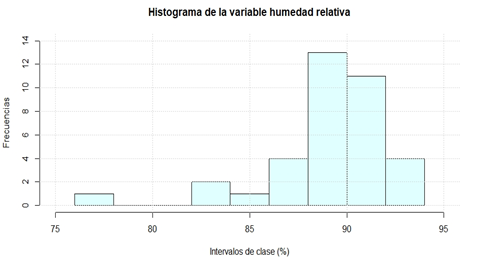 Histograma de la variable humedad relativa
14
12
10
8
6
4
2
0
Frecuencias
75 80 85 90 95
Intervalos de clase (%)